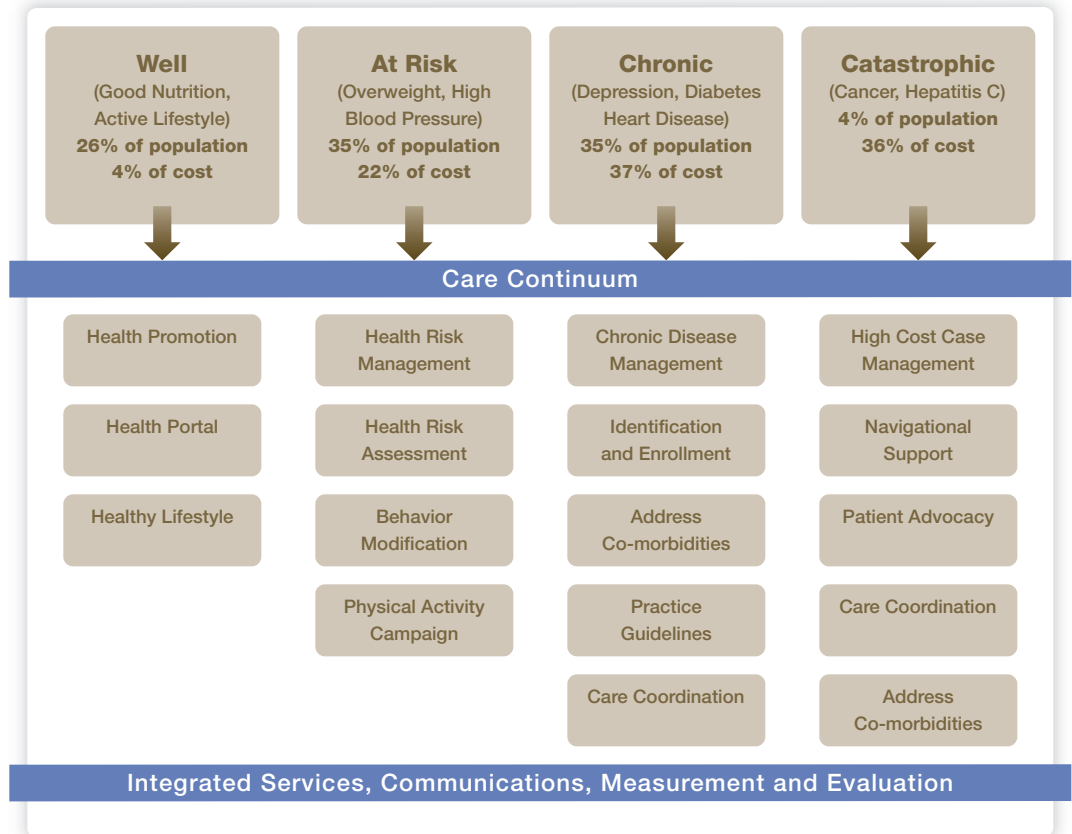 Well
(Good Nutrition,
Active Lifestyle)
26% of population
4% of cost
At Risk
(Overweight, High
Blood Pressure)
35% of population
22% of cost
Chronic
(Depression, Diabetes
Heart Disease)
35% of population
37% of cost
Catastrophic
(Cancer, Hepatitis C)
4% of population
36% of cost
Care Continuum
Health Promotion
Health Portal
Healthy Lifestyle
Health Risk
Management
Health Risk
Assessment
Behavior
Modification
Physical Activity
Campaign
Chronic Disease
Management
Identification
and Enrollment
Address
Co-morbidities
Practice
Guidelines
Care Coordination
High Cost Case
Management
Navigational
Support
Patient Advocacy
Care Coordination
Address
Co-morbidities
Integrated Services, Communications, Measurement and Evaluation